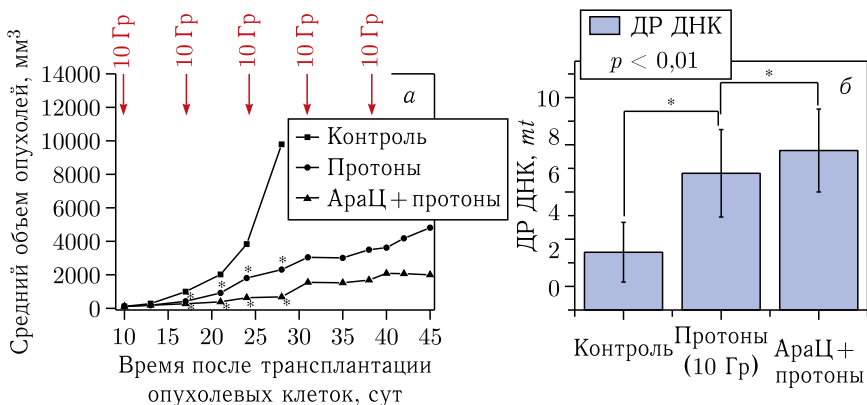 10 Гр
10 Гр
10 Гр
10 Гр
10 Гр
Средний объем опухолей, мм³
14000
12000
10000
8000
6000
4000
2000
0
а
Контроль
Протоны
АраЦ + протоны
*
*
*
*
*
*
*
*
10 15 20 25 30 35 40 45
Время после трансплантации
опухолевых клеток, сут
ДР ДНК
p < 0,01
б
*
*
ДР ДНК, mt
10
8
6
4
2
0
Контроль
Протоны
(10 Гр)
АраЦ +
протоны